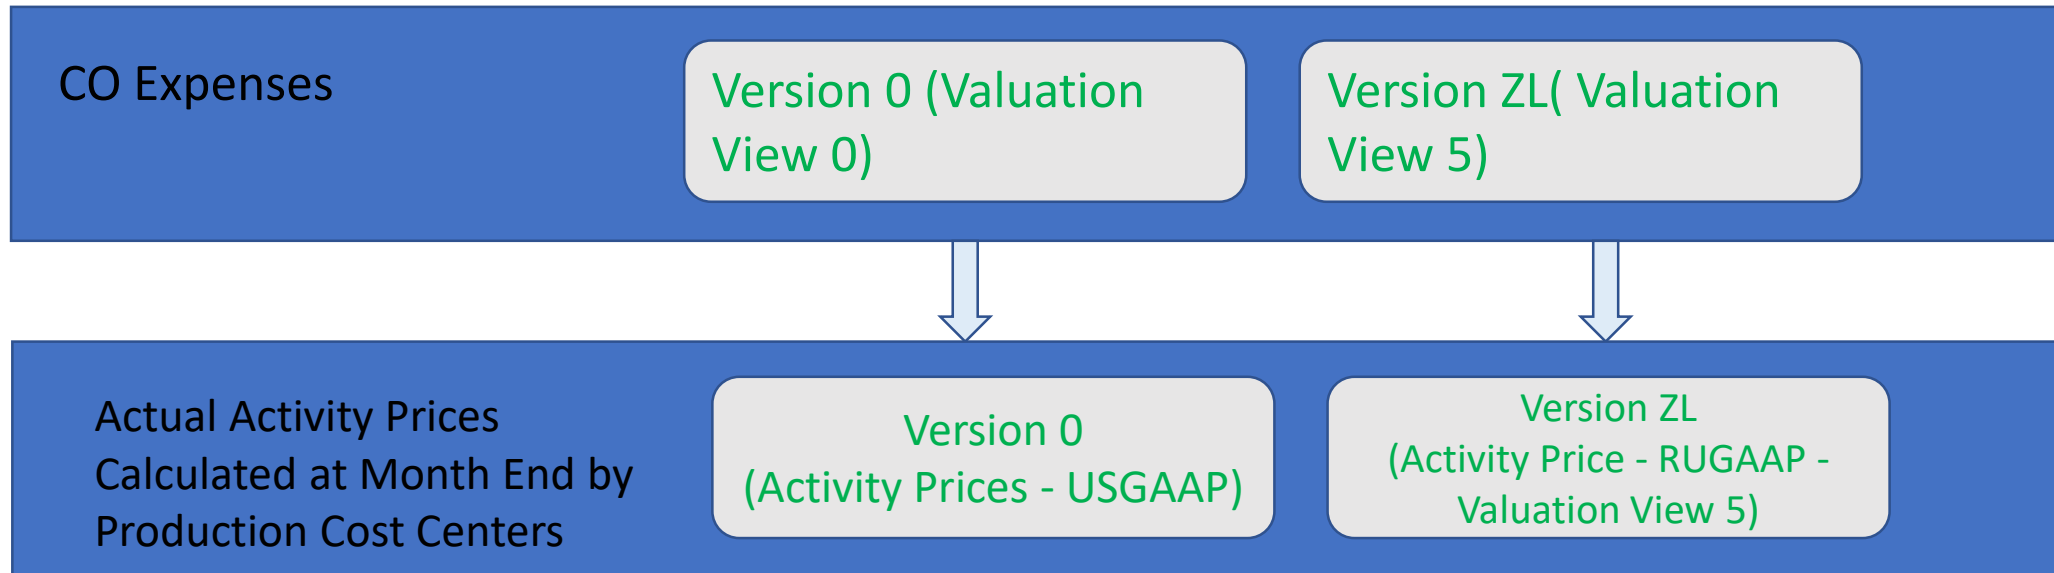 CO Expenses
Version 0 (Valuation
View 0)
Version ZL( Valuation
View 5)
Actual Activity Prices
Calculated at Month End by
Production Cost Centers
Version 0
(Activity Prices - USGAAP)
Version ZL
(Activity Price - RUGAAP -
Valuation View 5)